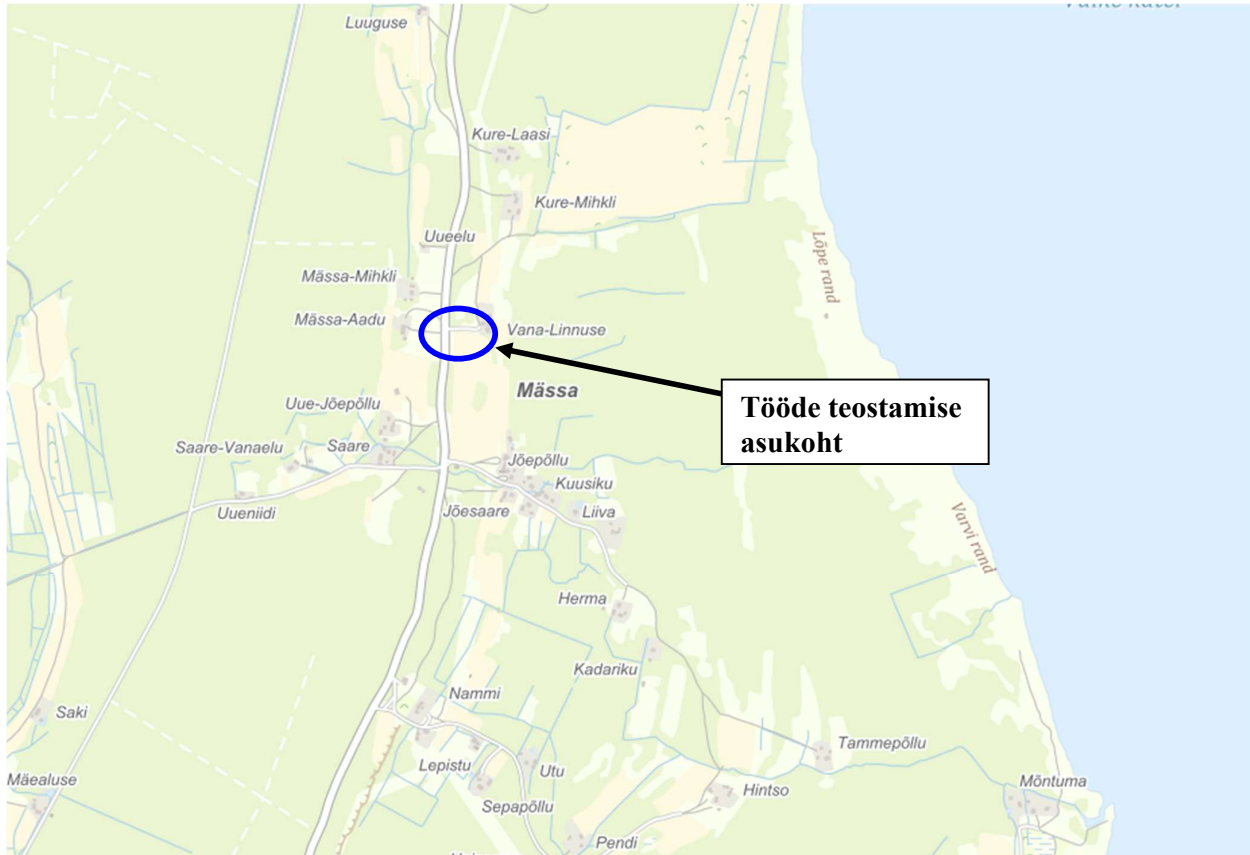 Luuguse
Kure-Laasi
Kure-Mihkli
Uueelu
Lõpe rand
Mässa-Mihkli
Mässa-Aadu
Vana-Linnuse
Mässa
Tööde teostamise
asukoht
Uue-Jõepõllu
Saare-Vanaelu
Saare
Jõepõllu
Kuusiku
Uueniidi
Jõesaare
Liiva
Varvi rand
Herma
Kadariku
Nammi
Saki
Tammepõllu
Lepistu
Utu
Mäealuse
Hintso
Möntuma
Sepapõllu
Pendi